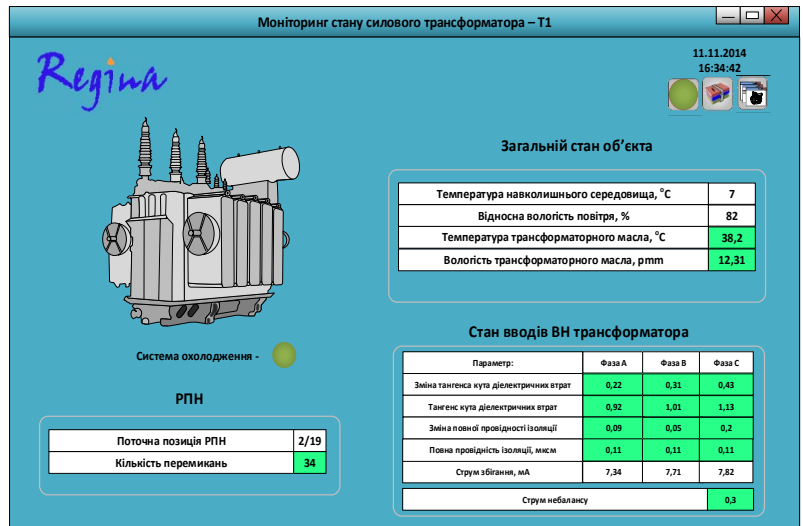 Моніторинг стану силового трансформатора – Т1
Regina
11.11.2014
16:34:42
Загальній стан об’єкта
Температура навколишнього середовища, °С 7
Відносна вологість повітря, % 82
Температура трансформаторного масла, °С 38,2
Вологість трансформаторного масла, pmm 12,31
Система охолодження -
РПН
Поточна позиція РПН 2/19
Кількість перемикань 34
Стан вводів ВН трансформатора
Параметр: Фаза А Фаза В Фаза С
Зміна тангенса кута діелектричних втрат 0,22 0,31 0,43
Тангенс кута діелектричних втрат 0,92 1,01 1,13
Зміна повної провідності ізоляції 0,09 0,05 0,2
Повна провідність ізоляції, мксм 0,11 0,11 0,11
Струм збігання, мА 7,34 7,71 7,82
Струм небалансу 0,3